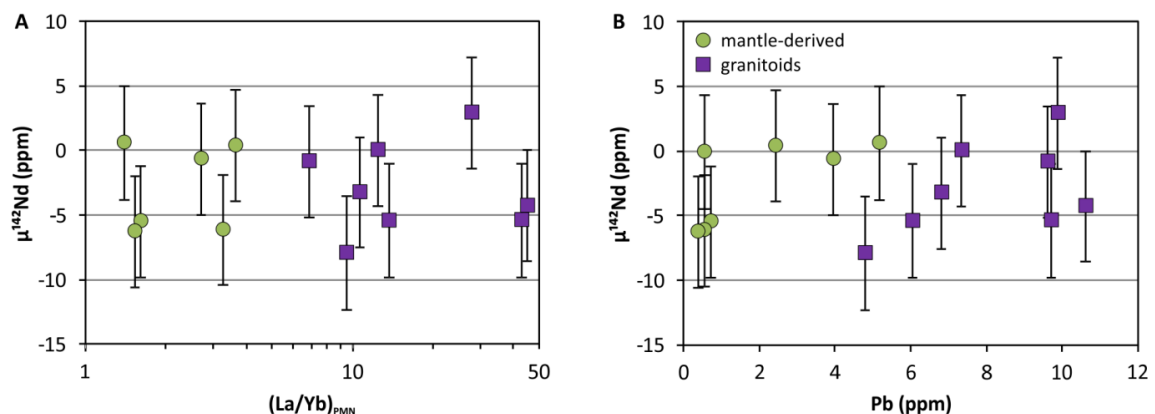 A
10
5
0
-5
-10
-15
μ¹⁴²Nd (ppm)
1
10
50
(La/Yb)PMN
B
mantle-derived
granitoids
10
5
0
-5
-10
-15
μ¹⁴²Nd (ppm)
0
2
4
6
8
10
12
Pb (ppm)